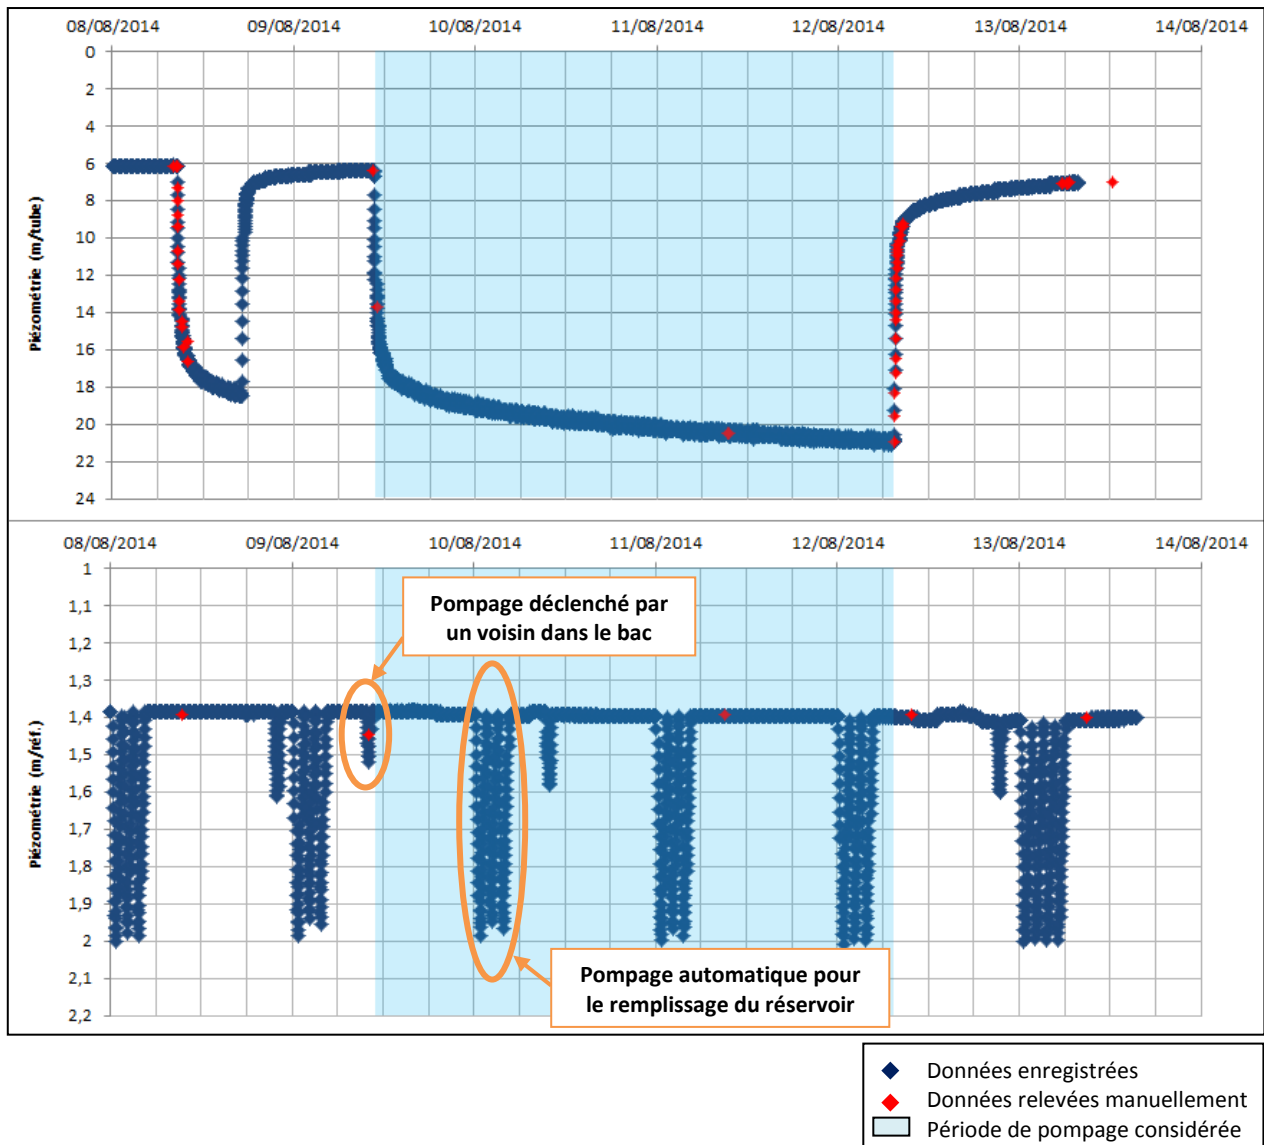 08/08/2014 09/08/2014 10/08/2014 11/08/2014 12/08/2014 13/08/2014 14/08/2014
0
2
4
6
8
10
12
14
16
18
20
22
24
Piézométrie (m/tube)
08/08/2014 09/08/2014 10/08/2014 11/08/2014 12/08/2014 13/08/2014 14/08/2014
1
1,1
1,2
1,3
1,4
1,5
1,6
1,7
1,8
1,9
2
2,1
2,2
Piézométrie (m/réf.)
Pompage déclenché par
un voisin dans le bac
Pompage automatique pour
le remplissage du réservoir
Données enregistrées
Données relevées manuellement
Période de pompage considérée